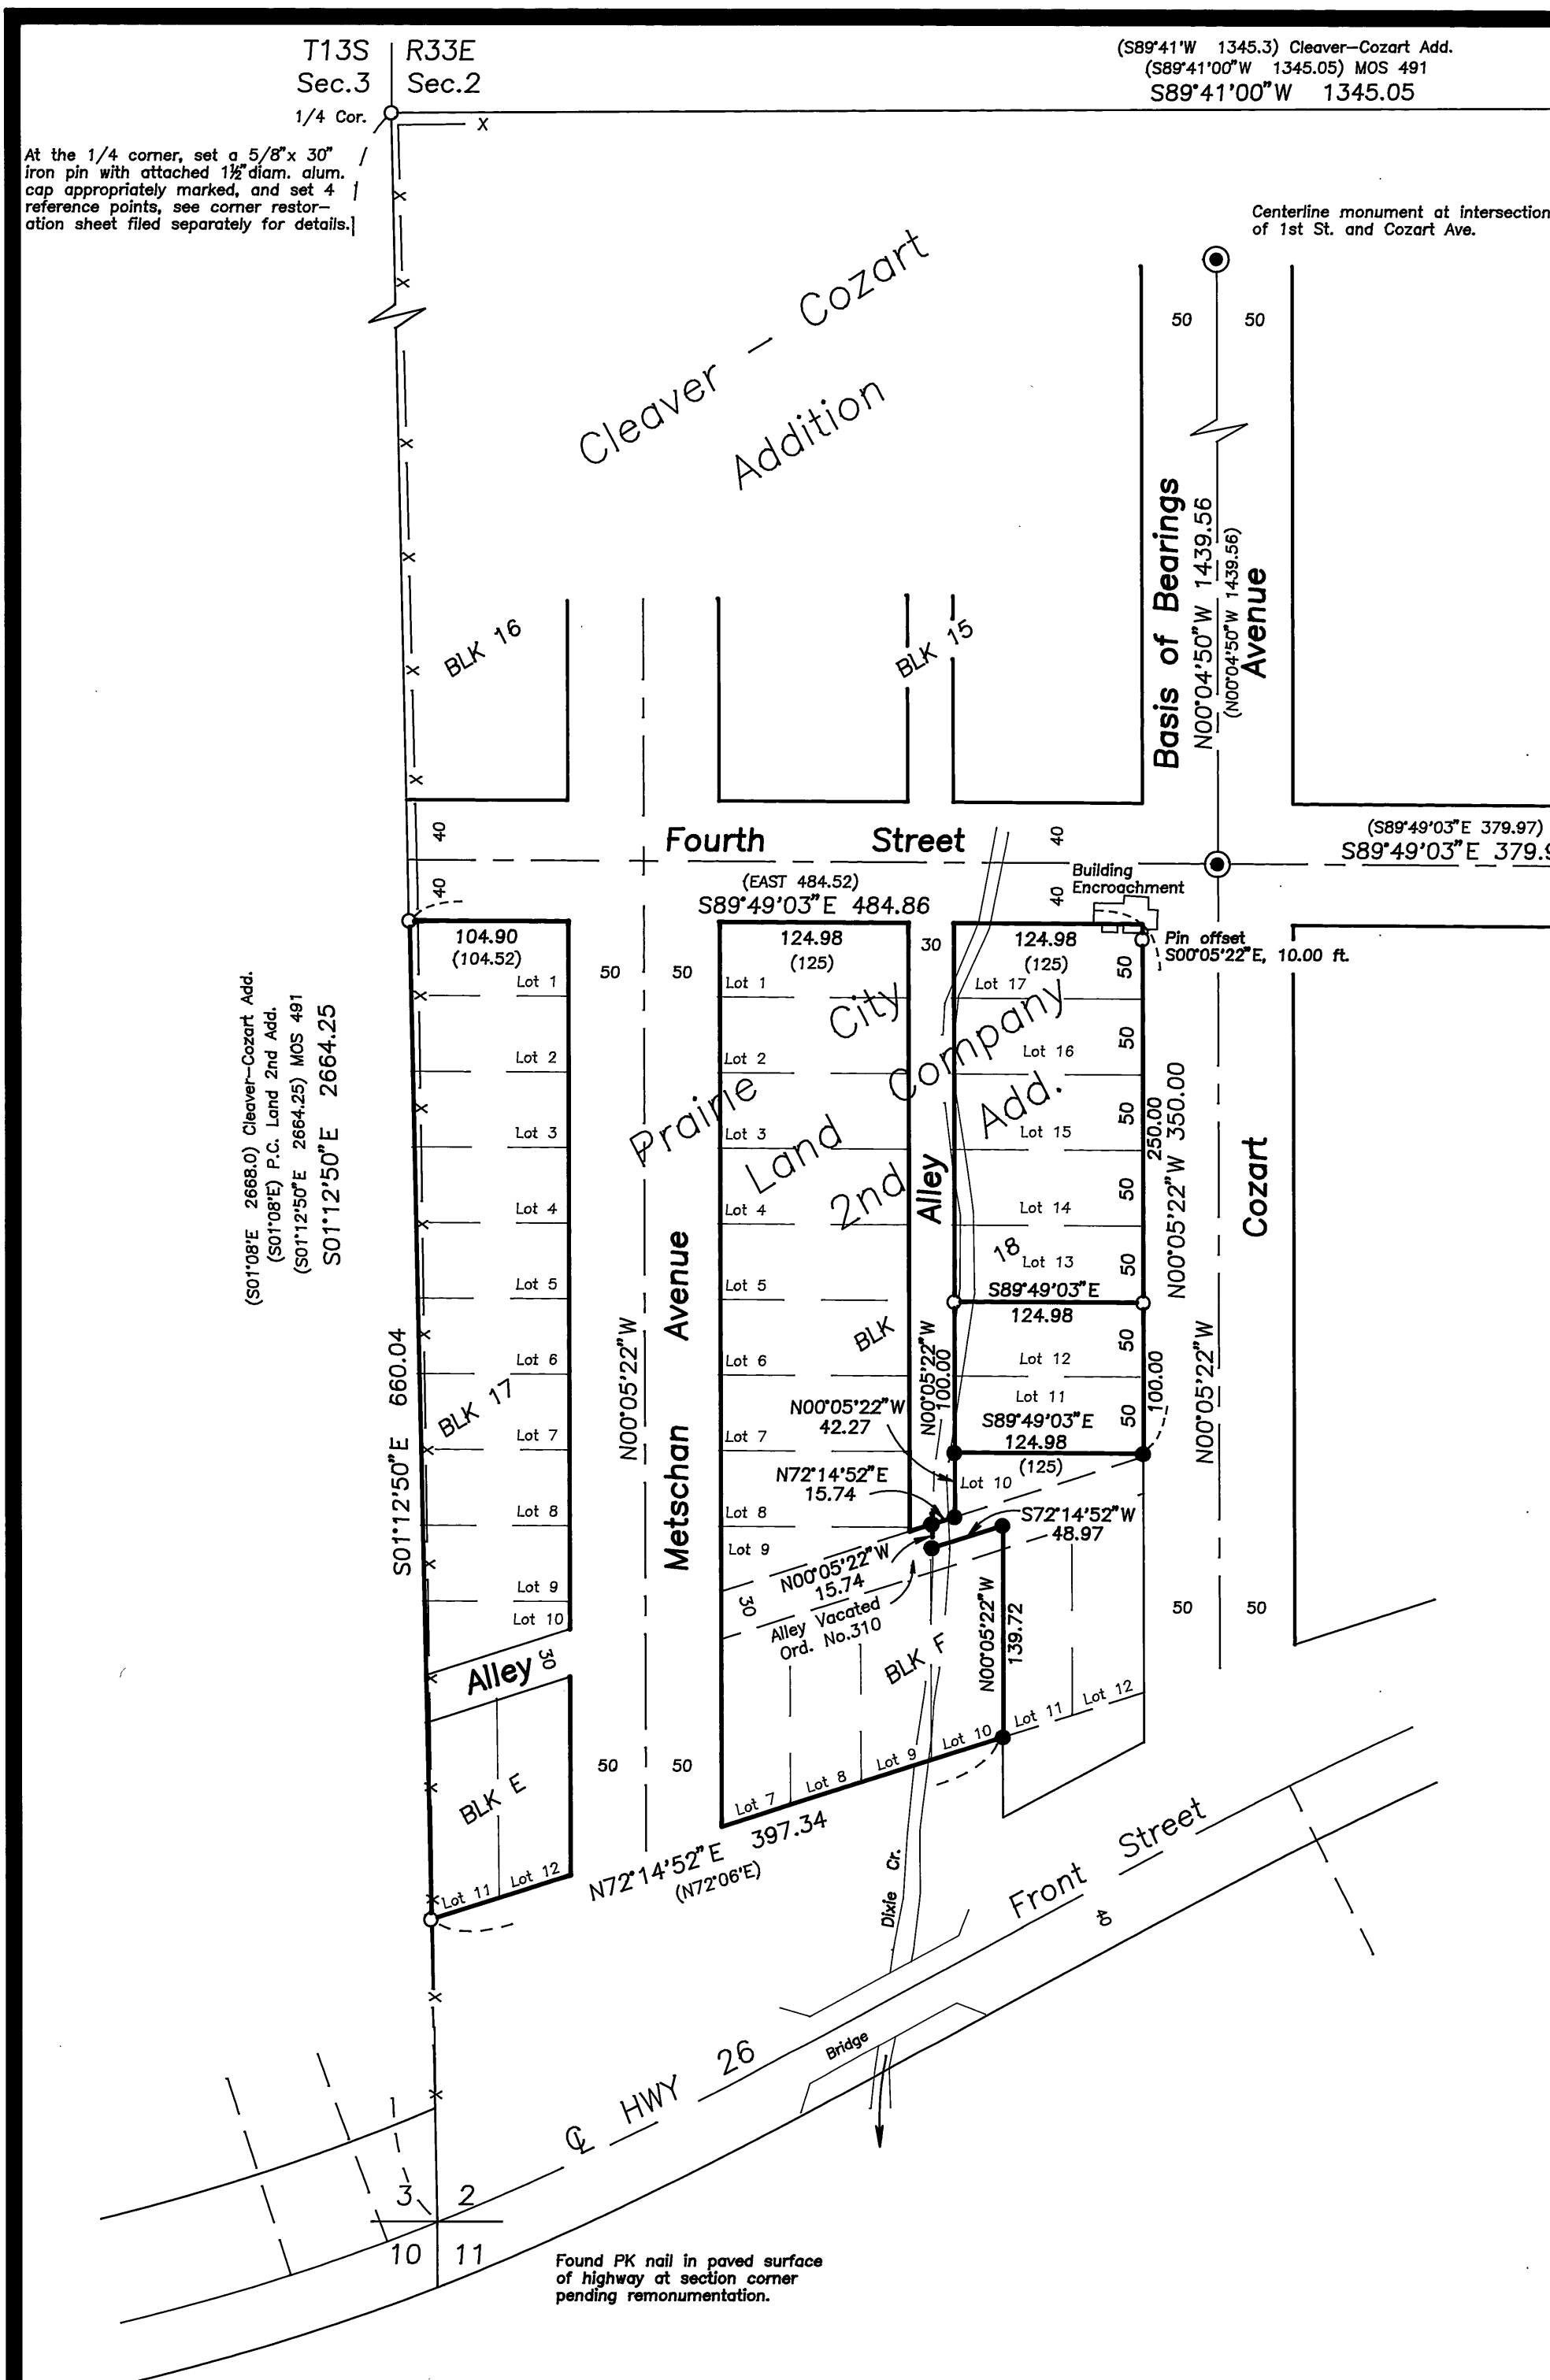 T13S R33E
Sec.3 Sec.2
1/4 Cor.
X
(S89°41'W 1345.3) Cleaver-Cozart Add.
(S89°41'00"W 1345.05) MOS 491
S89°41'00"W 1345.05
At the 1/4 corner, set a 5/8"x 30"
iron pin with attached 1½"diam. alum.
cap appropriately marked, and set 4
reference points, see corner restor-
ation sheet filed separately for details.
Centerline monument at intersection
of 1st St. and Cozart Ave.
50 50
Cleaver - Cozart
Addition
Basis of Bearings
N00°04'50"W 1439.56
(N00°04'50"W 1439.56)
Avenue
BLK 16
BLK 15
40
40
Fourth Street
40
40
(EAST 484.52)
S89°49'03"E 484.86
Building
Encroachment
(S89°49'03"E 379.97)
S89°49'03"E 379.9
104.90
(104.52)
50 50
124.98
(125)
30
124.98
(125)
Pin offset
S00°05'22"E, 10.00 ft.
Lot 1
Lot 2
Lot 3
Lot 4
Lot 5
Lot 6
Lot 7
Lot 8
Lot 9
Lot 10
BLK 17
(S01°08'E 2668.0) Cleaver-Cozart Add.
(S01°08'E) P.C. Land 2nd Add.
(S01°12'50"E 2664.25) MOS 491
S01°12'50"E 2664.25
S01°12'50"E 660.04
N00°05'22"W
Metschan Avenue
Lot 1
Lot 2
Lot 3
Lot 4
Lot 5
Lot 6
Lot 7
Lot 8
Lot 9
Prairie City
Land Company
2nd Add.
BLK 18
Alley
Lot 17
Lot 16
Lot 15
Lot 14
Lot 13
50
50
50
50
50
250.00
N00°05'22"W 350.00
Cozart
S89°49'03"E
124.98
Lot 12
Lot 11
50
50
100.00
N00°05'22"W
N00°05'22"W
100.00
S89°49'03"E
124.98
(125)
Lot 10
N00°05'22"W
42.27
N72°14'52"E
15.74
S72°14'52"W
48.97
N00°05'22"W
15.74
Alley Vacated
Ord. No.310
30
N00°05'22"W
139.72
BLK F
Lot 7 Lot 8 Lot 9 Lot 10 Lot 11 Lot 12
50 50
Alley 30
BLK E
Lot 11 Lot 12
50 50
N72°14'52"E 397.34
(N72°06'E)
Dixie Cr.
Front Street
40
Bridge
℄ HWY 26
3 2
10 11
Found PK nail in paved surface
of highway at section corner
pending remonumentation.